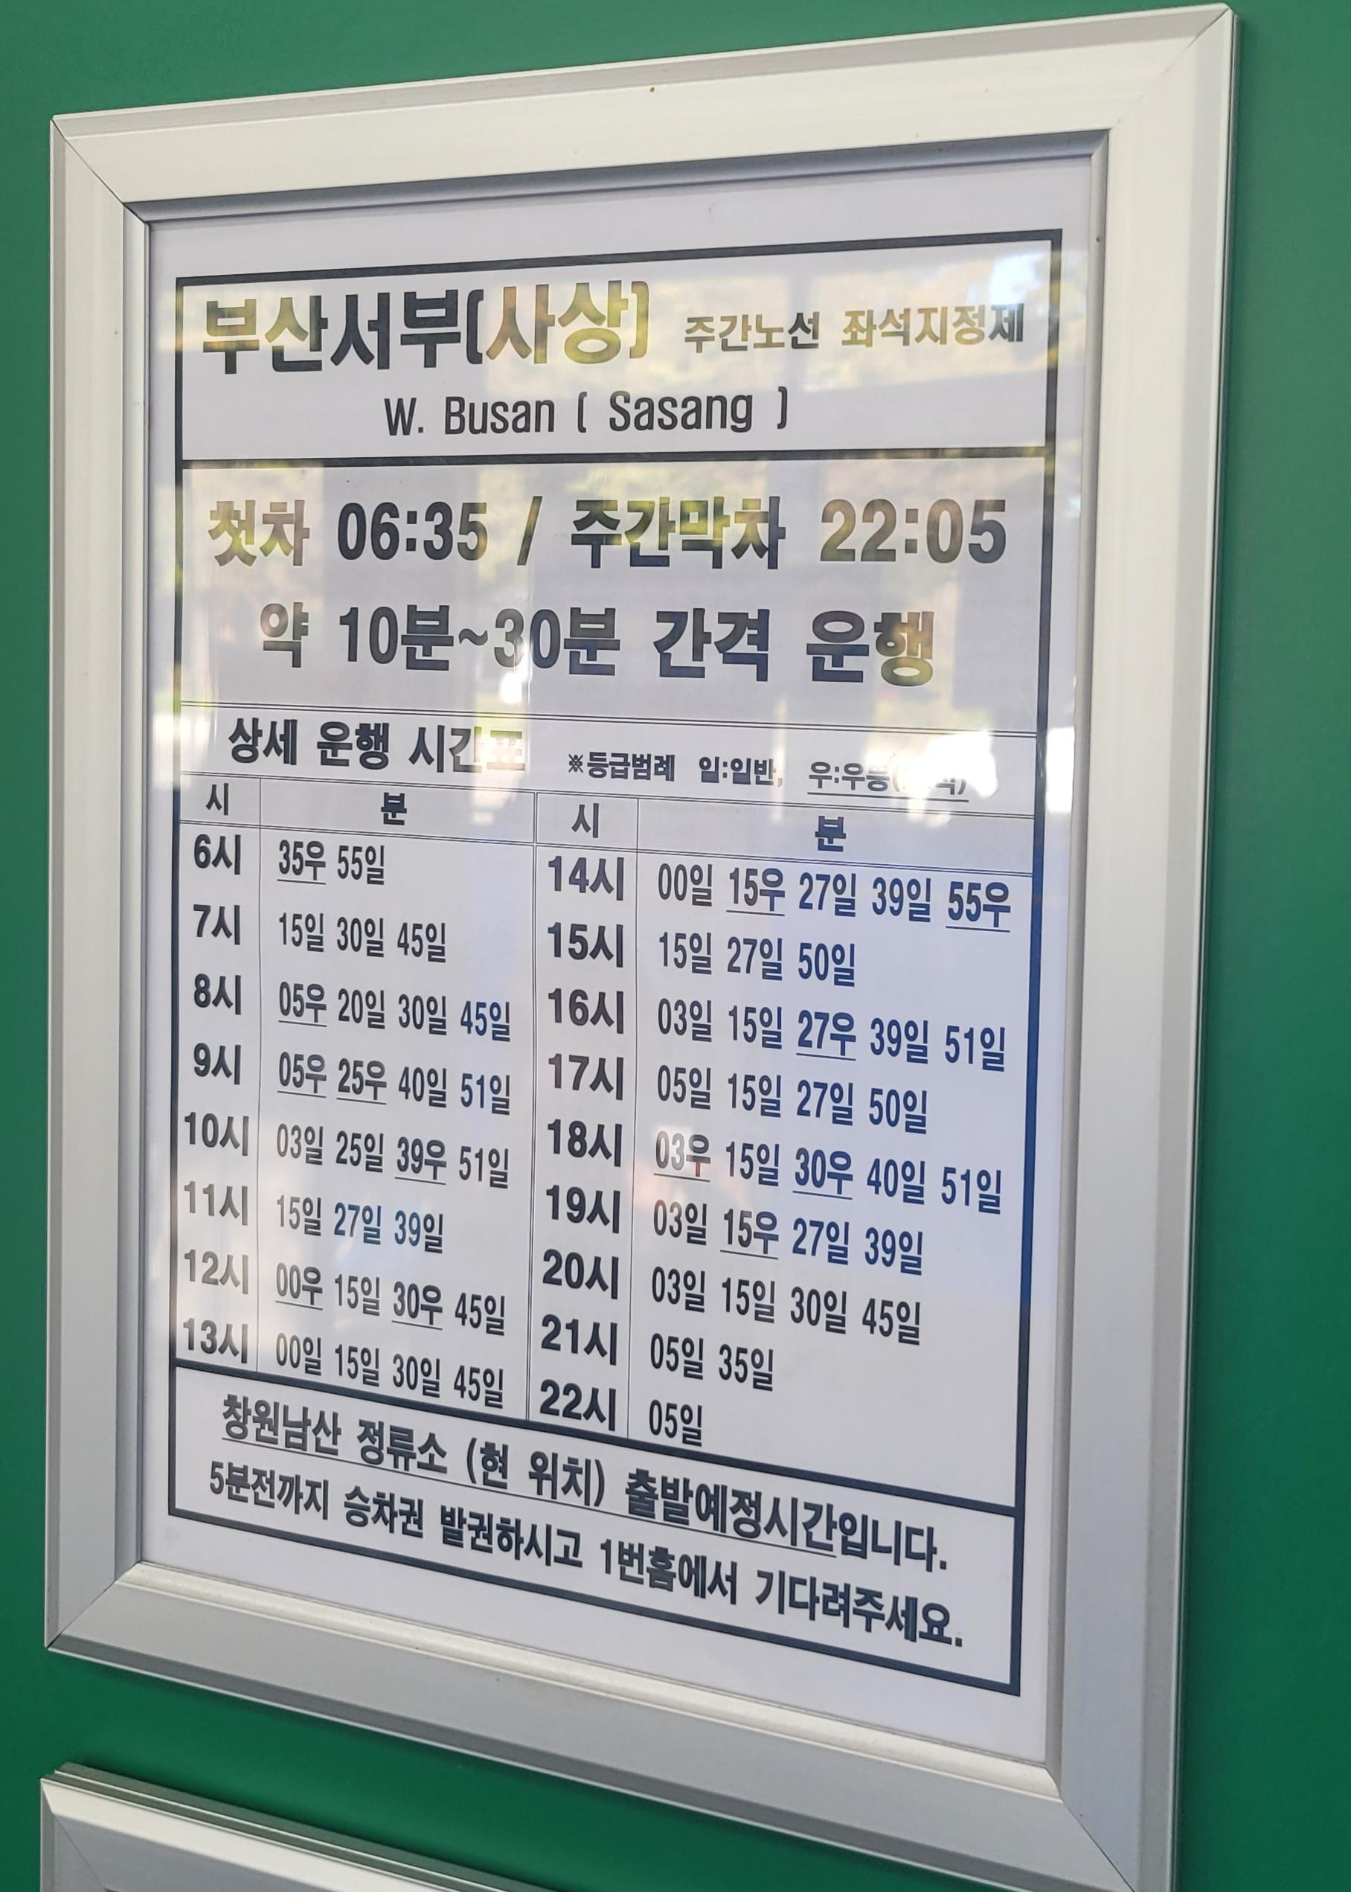 부산서부(사상) 주간노선 좌석지정제
W. Busan ( Sasang )
첫차 06:35 / 주간막차 22:05
약 10분~30분 간격 운행
상세 운행 시간표 ※등급범례 일:일반, 우:우등
시 분
6시 35우 55일
7시 15일 30일 45일
8시 05우 20일 30일 45일
9시 05우 25우 40일 51일
10시 03일 25일 39우 51일
11시 15일 27일 39일
12시 00우 15일 30우 45일
13시 00일 15일 30일 45일
시 분
14시 00일 15우 27일 39일 55우
15시 15일 27일 50일
16시 03일 15일 27우 39일 51일
17시 05일 15일 27일 50일
18시 03우 15일 30우 40일 51일
19시 03일 15우 27일 39일
20시 03일 15일 30일 45일
21시 05일 35일
22시 05일
창원남산 정류소 (현 위치) 출발예정시간입니다.
5분전까지 승차권 발권하시고 1번홈에서 기다려주세요.